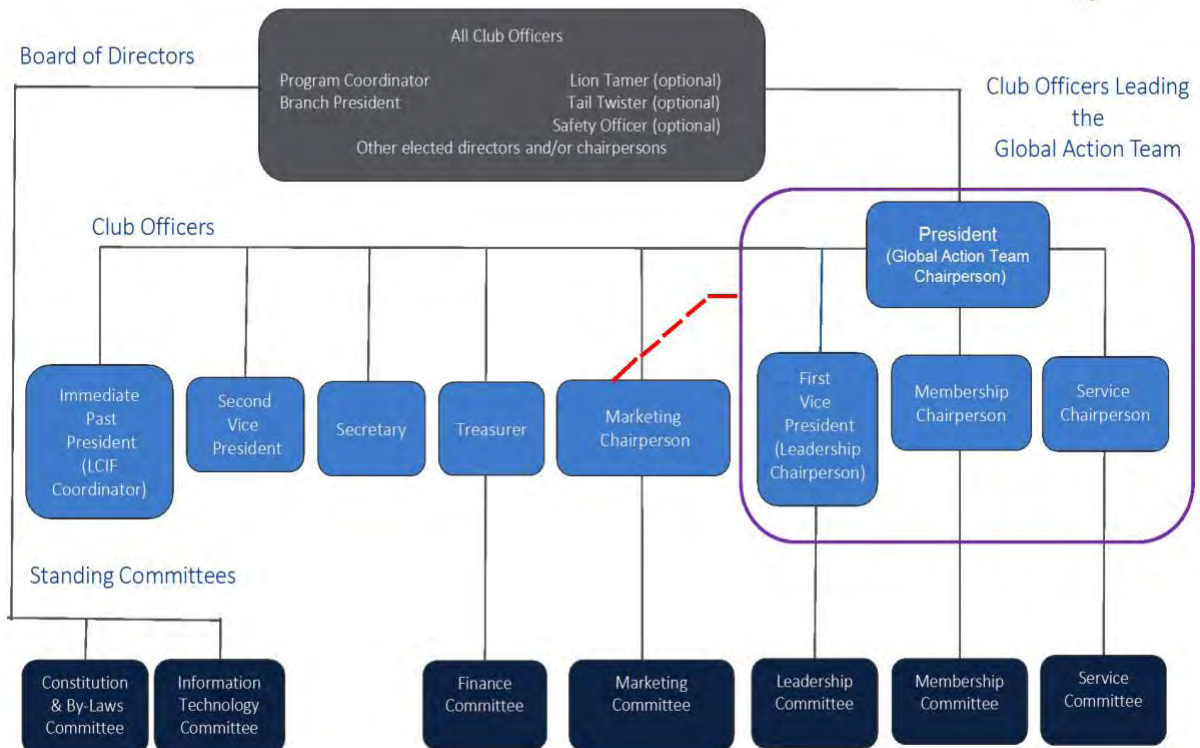 All Club Officers
Board of Directors
Program Coordinator
Lion Tamer (optional)
Branch President
Tail Twister (optional)
Safety Officer (optional)
Other elected directors and/or chairpersons
Club Officers Leading
the
Global Action Team
Club Officers
President
(Global Action Team
Chairperson)
Immediate
Past
President
(LCIF
Coordinator)
Second
Vice
President
Secretary
Treasurer
Marketing
Chairperson
First
Vice
President
(Leadership
Chairperson)
Membership
Chairperson
Service
Chairperson
Standing Committees
Constitution
& By-Laws
Committee
Information
Technology
Committee
Finance
Committee
Marketing
Committee
Leadership
Committee
Membership
Committee
Service
Committee